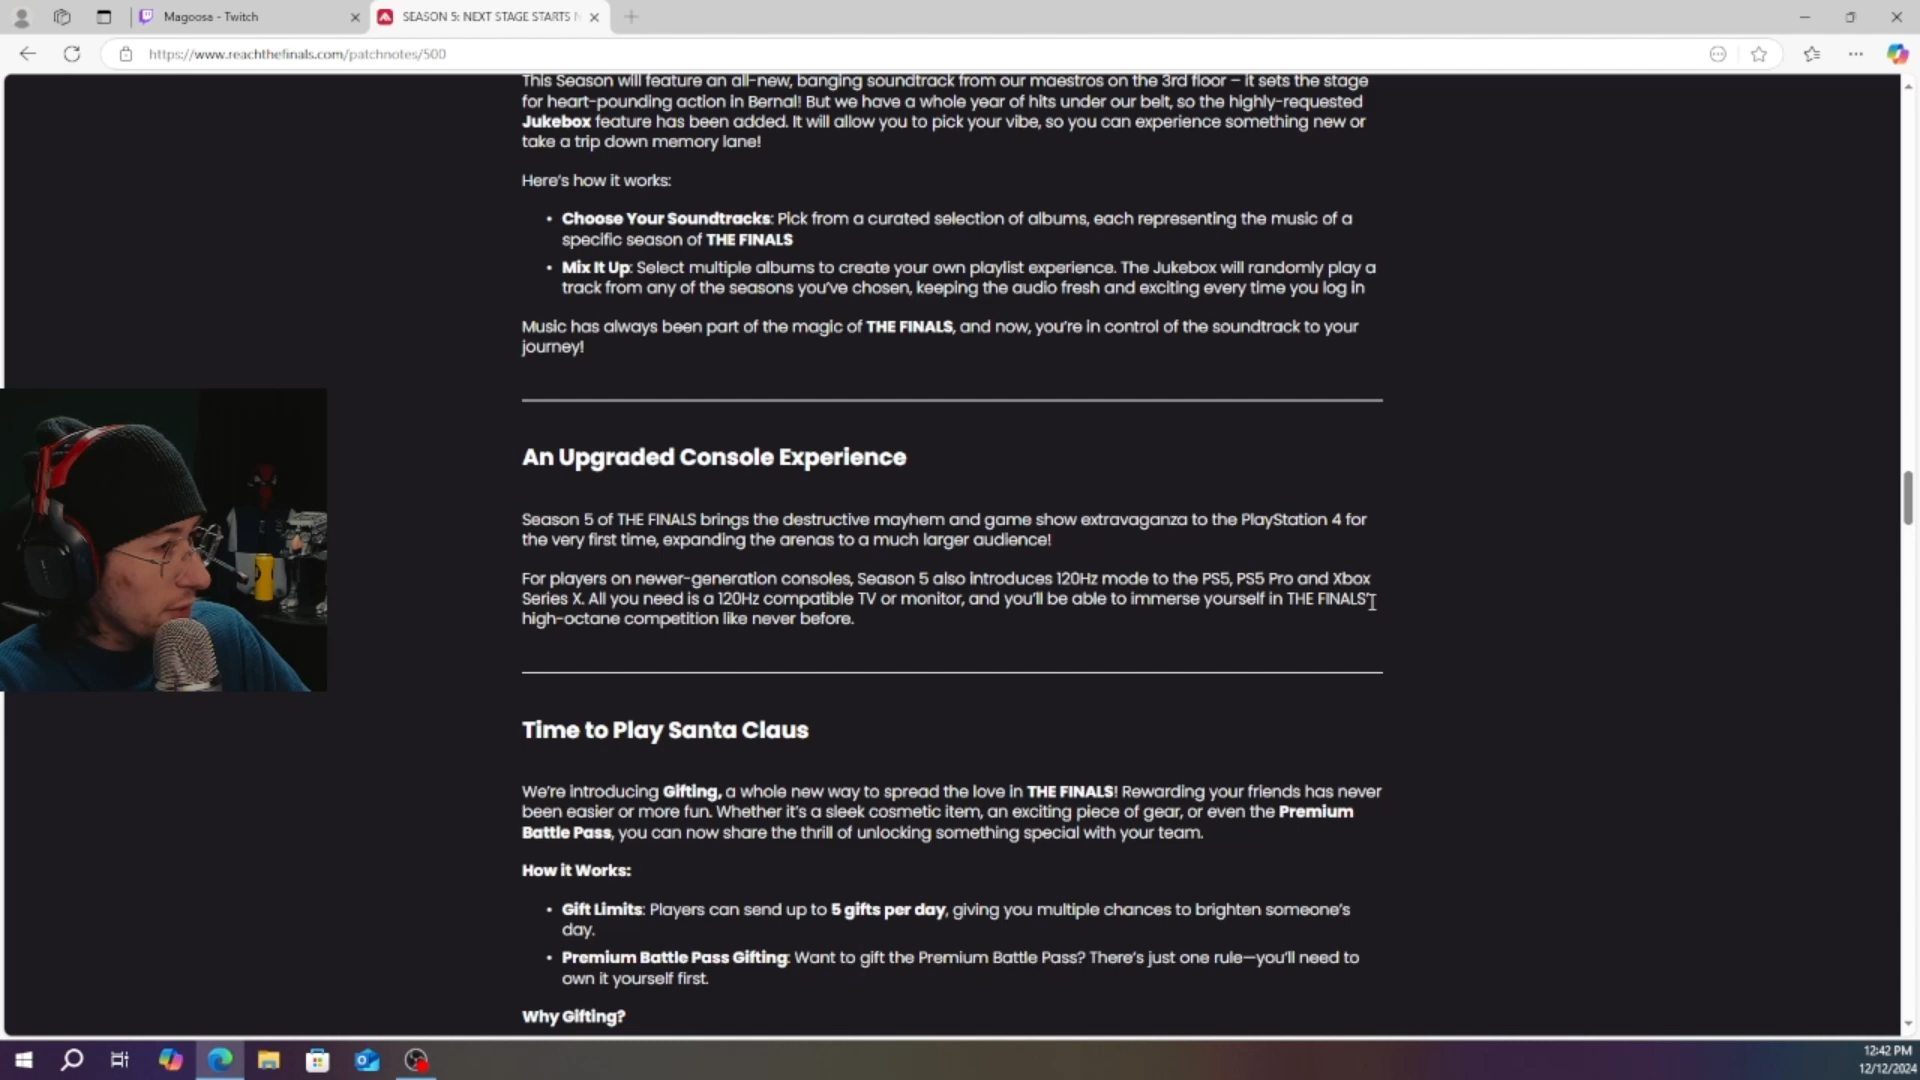 Magoosa - Twitch
SEASON 5: NEXT STAGE STARTS N
https://www.reachthefinals.com/patchnotes/500
This Season will feature an all-new, banging soundtrack from our maestros on the 3rd floor – it sets the stage
for heart-pounding action in Bernal! But we have a whole year of hits under our belt, so the highly-requested
Jukebox feature has been added. It will allow you to pick your vibe, so you can experience something new or
take a trip down memory lane!
Here's how it works:
• Choose Your Soundtracks: Pick from a curated selection of albums, each representing the music of a
specific season of THE FINALS
• Mix It Up: Select multiple albums to create your own playlist experience. The Jukebox will randomly play a
track from any of the seasons you've chosen, keeping the audio fresh and exciting every time you log in
Music has always been part of the magic of THE FINALS, and now, you're in control of the soundtrack to your
journey!
An Upgraded Console Experience
Season 5 of THE FINALS brings the destructive mayhem and game show extravaganza to the PlayStation 4 for
the very first time, expanding the arenas to a much larger audience!
For players on newer-generation consoles, Season 5 also introduces 120Hz mode to the PS5, PS5 Pro and Xbox
Series X. All you need is a 120Hz compatible TV or monitor, and you'll be able to immerse yourself in THE FINALS'
high-octane competition like never before.
Time to Play Santa Claus
We're introducing Gifting, a whole new way to spread the love in THE FINALS! Rewarding your friends has never
been easier or more fun. Whether it's a sleek cosmetic item, an exciting piece of gear, or even the Premium
Battle Pass, you can now share the thrill of unlocking something special with your team.
How it Works:
• Gift Limits: Players can send up to 5 gifts per day, giving you multiple chances to brighten someone's
day.
• Premium Battle Pass Gifting: Want to gift the Premium Battle Pass? There's just one rule—you'll need to
own it yourself first.
Why Gifting?
12:42 PM
12/12/2024